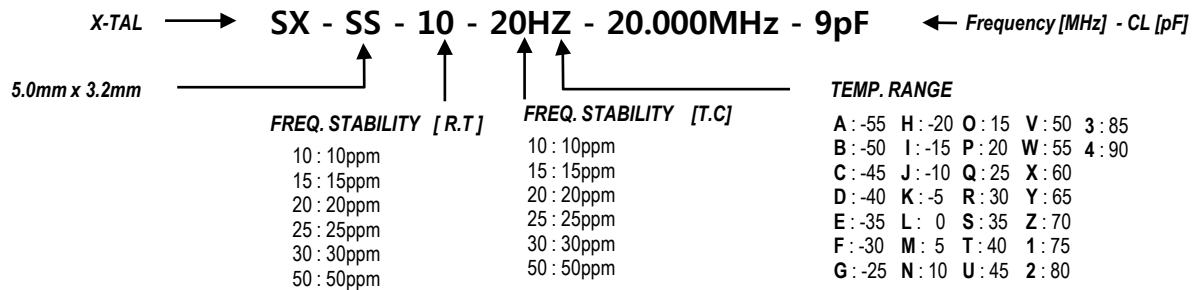 X-TAL SX - SS - 10 - 20HZ - 20.000MHz - 9pF Frequency [MHz] - CL [pF]
5.0mm x 3.2mm
FREQ. STABILITY [ R.T ]
10 : 10ppm
15 : 15ppm
20 : 20ppm
25 : 25ppm
30 : 30ppm
50 : 50ppm
FREQ. STABILITY [T.C]
10 : 10ppm
15 : 15ppm
20 : 20ppm
25 : 25ppm
30 : 30ppm
50 : 50ppm
TEMP. RANGE
A : -55 H : -20 O : 15 V : 50 3 : 85
B : -50 I : -15 P : 20 W : 55 4 : 90
C : -45 J : -10 Q : 25 X : 60
D : -40 K : -5 R : 30 Y : 65
E : -35 L : 0 S : 35 Z : 70
F : -30 M : 5 T : 40 1 : 75
G : -25 N : 10 U : 45 2 : 80